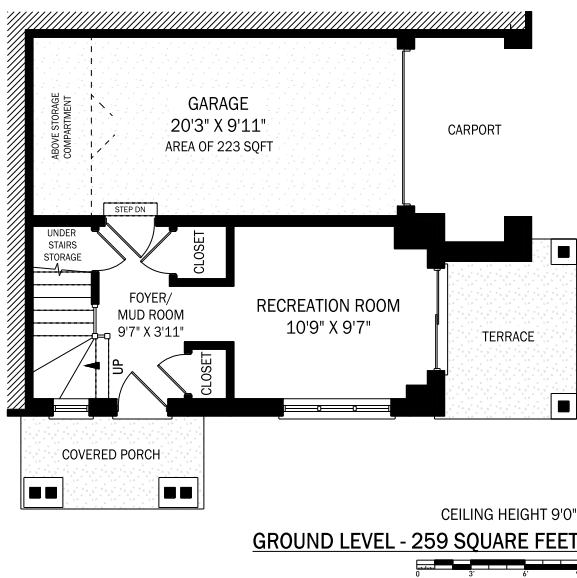 GARAGE
20'3" X 9'11"
AREA OF 223 SQFT
ABOVE STORAGE
COMPARTMENT
CARPORT
STEP DN
UNDER
STAIRS
STORAGE
CLOSET
FOYER/
MUD ROOM
9'7" X 3'11"
RECREATION ROOM
10'9" X 9'7"
TERRACE
UP
CLOSET
COVERED PORCH
CEILING HEIGHT 9'0"
GROUND LEVEL - 259 SQUARE FEET
0 3' 6'